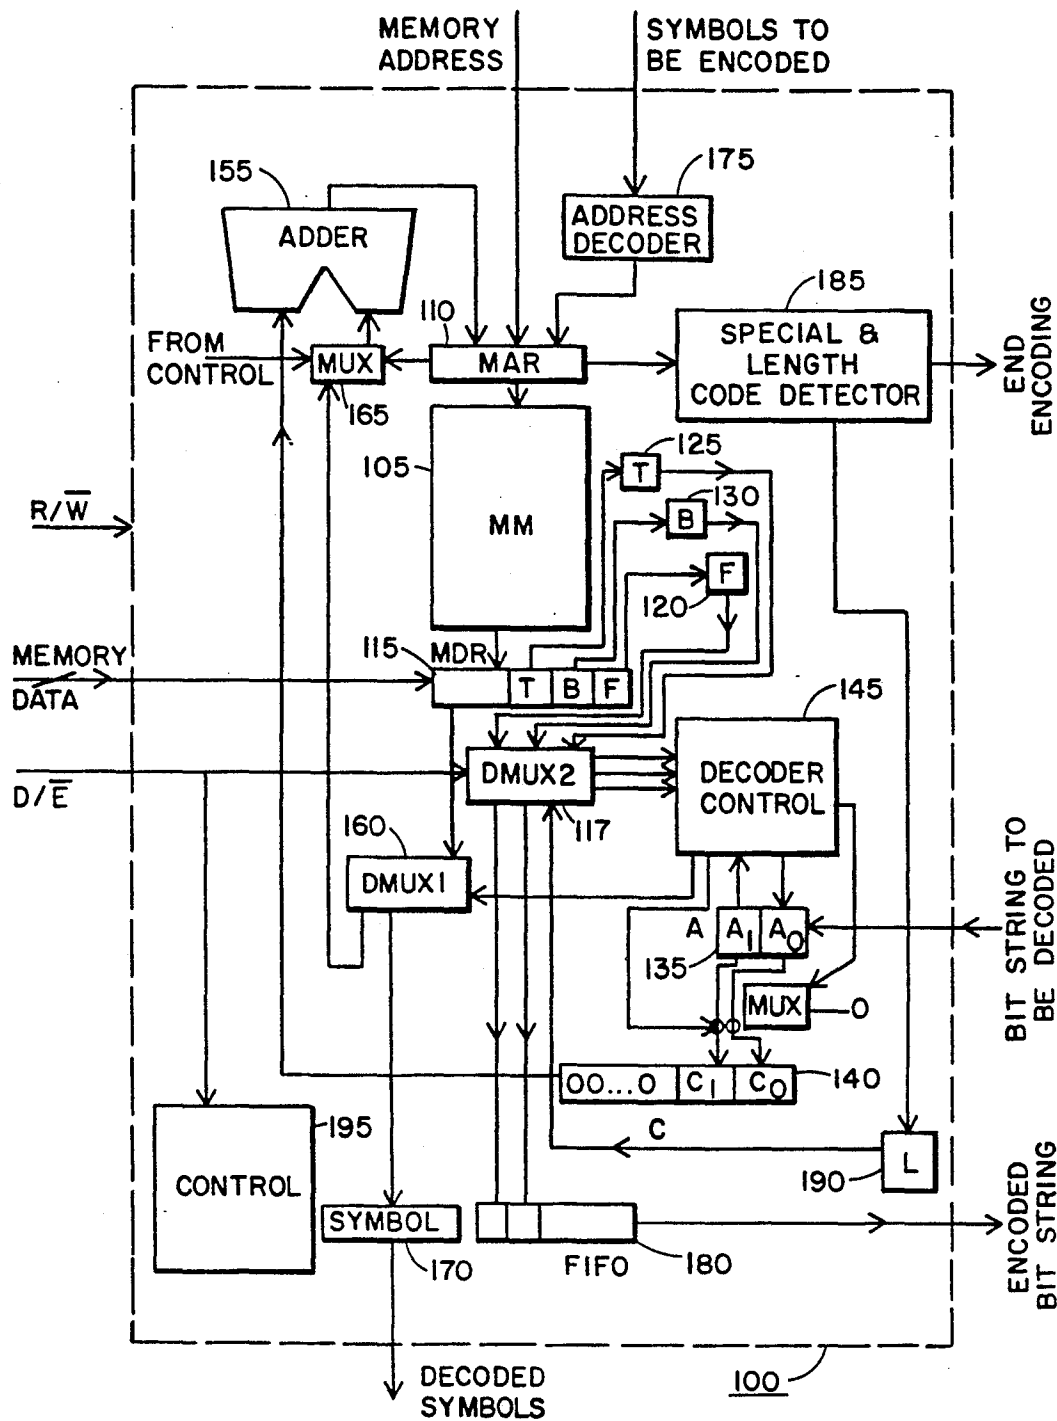 MEMORY
ADDRESS
SYMBOLS TO
BE ENCODED
155
175
ADDER
ADDRESS
DECODER
185
110
FROM
CONTROL
MUX
MAR
SPECIAL &
LENGTH
CODE DETECTOR
END
ENCODING
165
105
125
T
130
B
R/W̅
MM
F
120
MEMORY
DATA
115
MDR
T B F
145
D/E̅
DMUX2
DECODER
CONTROL
117
160
DMUX1
BIT STRING TO
BE DECODED
A
A₁ A₀
135
MUX
0
00...0 C₁ C₀
140
C
195
L
190
CONTROL
SYMBOL
170
FIFO
180
ENCODED
BIT STRING
DECODED
SYMBOLS
100